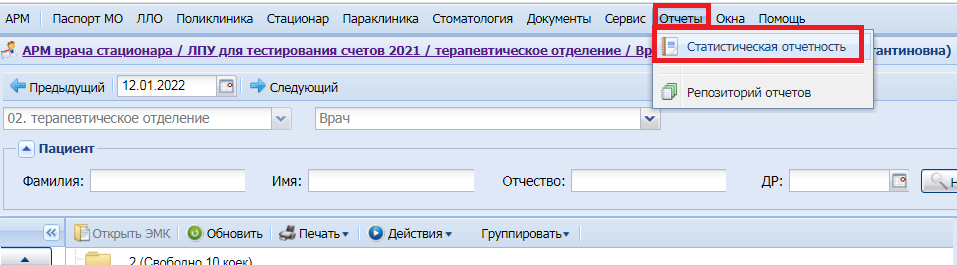 АРМ Паспорт МО ЛЛО Поликлиника Стационар Параклиника Стоматология Документы Сервис Отчеты Окна Помощь
АРМ врача стационара / ЛПУ для тестирования счетов 2021 / терапевтическое отделение / Вр
Статистическая отчетность
Репозиторий отчетов
Предыдущий 12.01.2022 Следующий
02. терапевтическое отделение Врач
Пациент
Фамилия: Имя: Отчество: ДР:
Открыть ЭМК Обновить Печать Действия Группировать
2 (Свободно 10 коек)